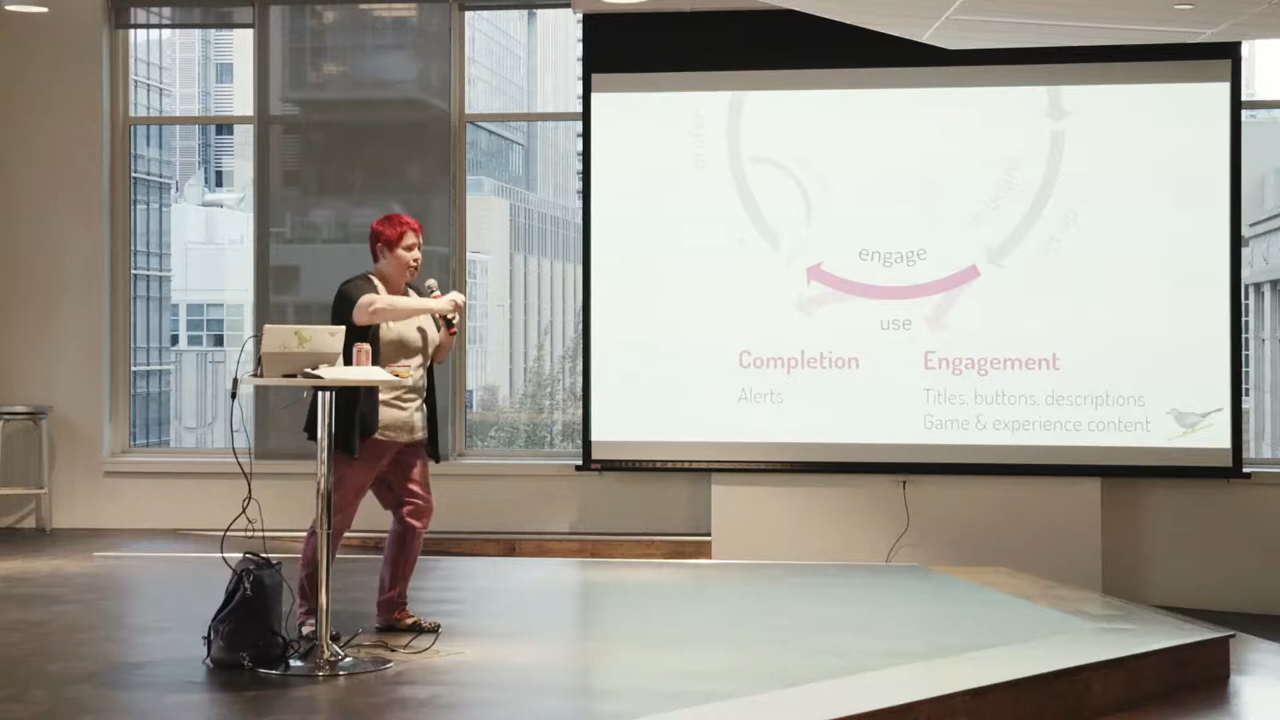 engage
use
Completion
Engagement
Alerts
Titles, buttons, descriptions
Game & experience content